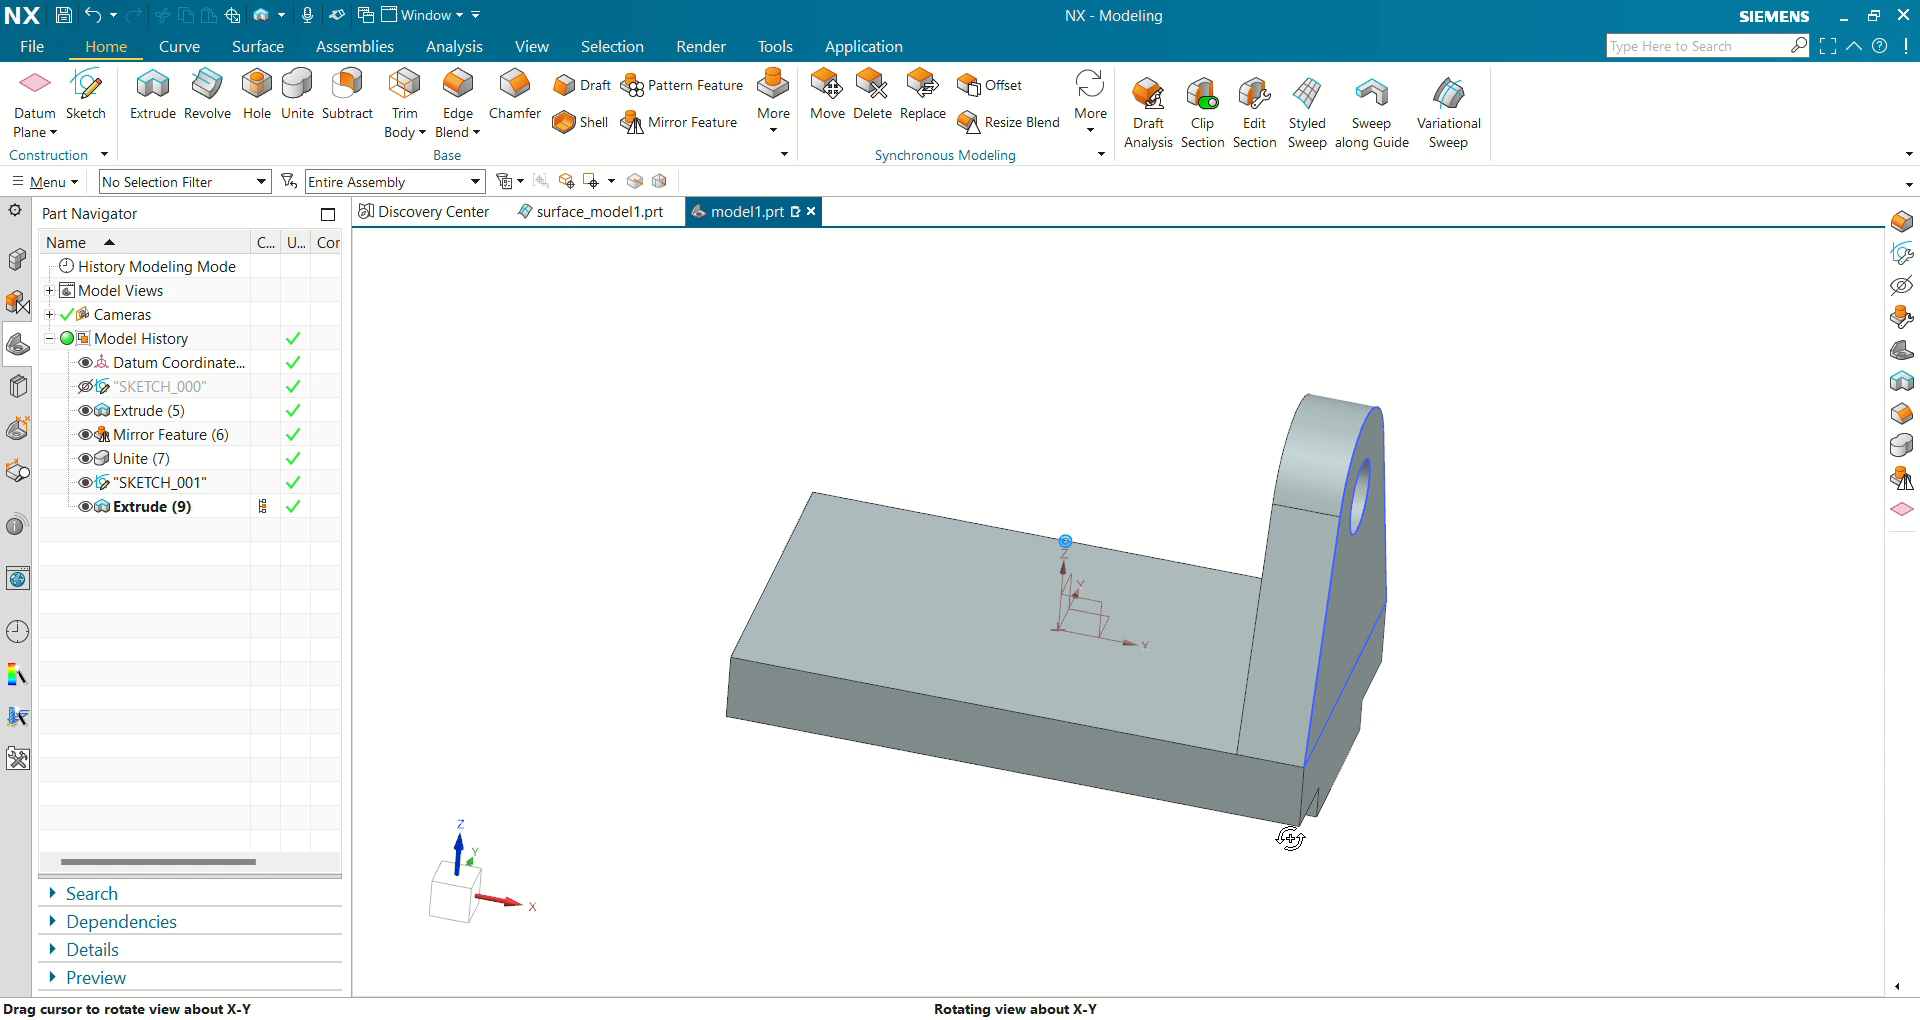 NX Window NX - Modeling SIEMENS
File Home Curve Surface Assemblies Analysis View Selection Render Tools Application Type Here to Search
Datum Plane Sketch Extrude Revolve Hole Unite Subtract Trim Body Edge Blend Chamfer Draft Pattern Feature More Move Delete Replace Offset More Draft Analysis Clip Section Edit Section Styled Sweep Sweep along Guide Variational Sweep
Shell Mirror Feature Resize Blend
Construction Base Synchronous Modeling
Menu No Selection Filter Entire Assembly
Part Navigator Discovery Center surface_model1.prt model1.prt
Name C... U... Cor
History Modeling Mode
Model Views
Cameras
Model History
Datum Coordinate...
"SKETCH_000"
Extrude (5)
Mirror Feature (6)
Unite (7)
"SKETCH_001"
Extrude (9)
Z
Y
X
Z
Y
X
Search
Dependencies
Details
Preview
Drag cursor to rotate view about X-Y Rotating view about X-Y